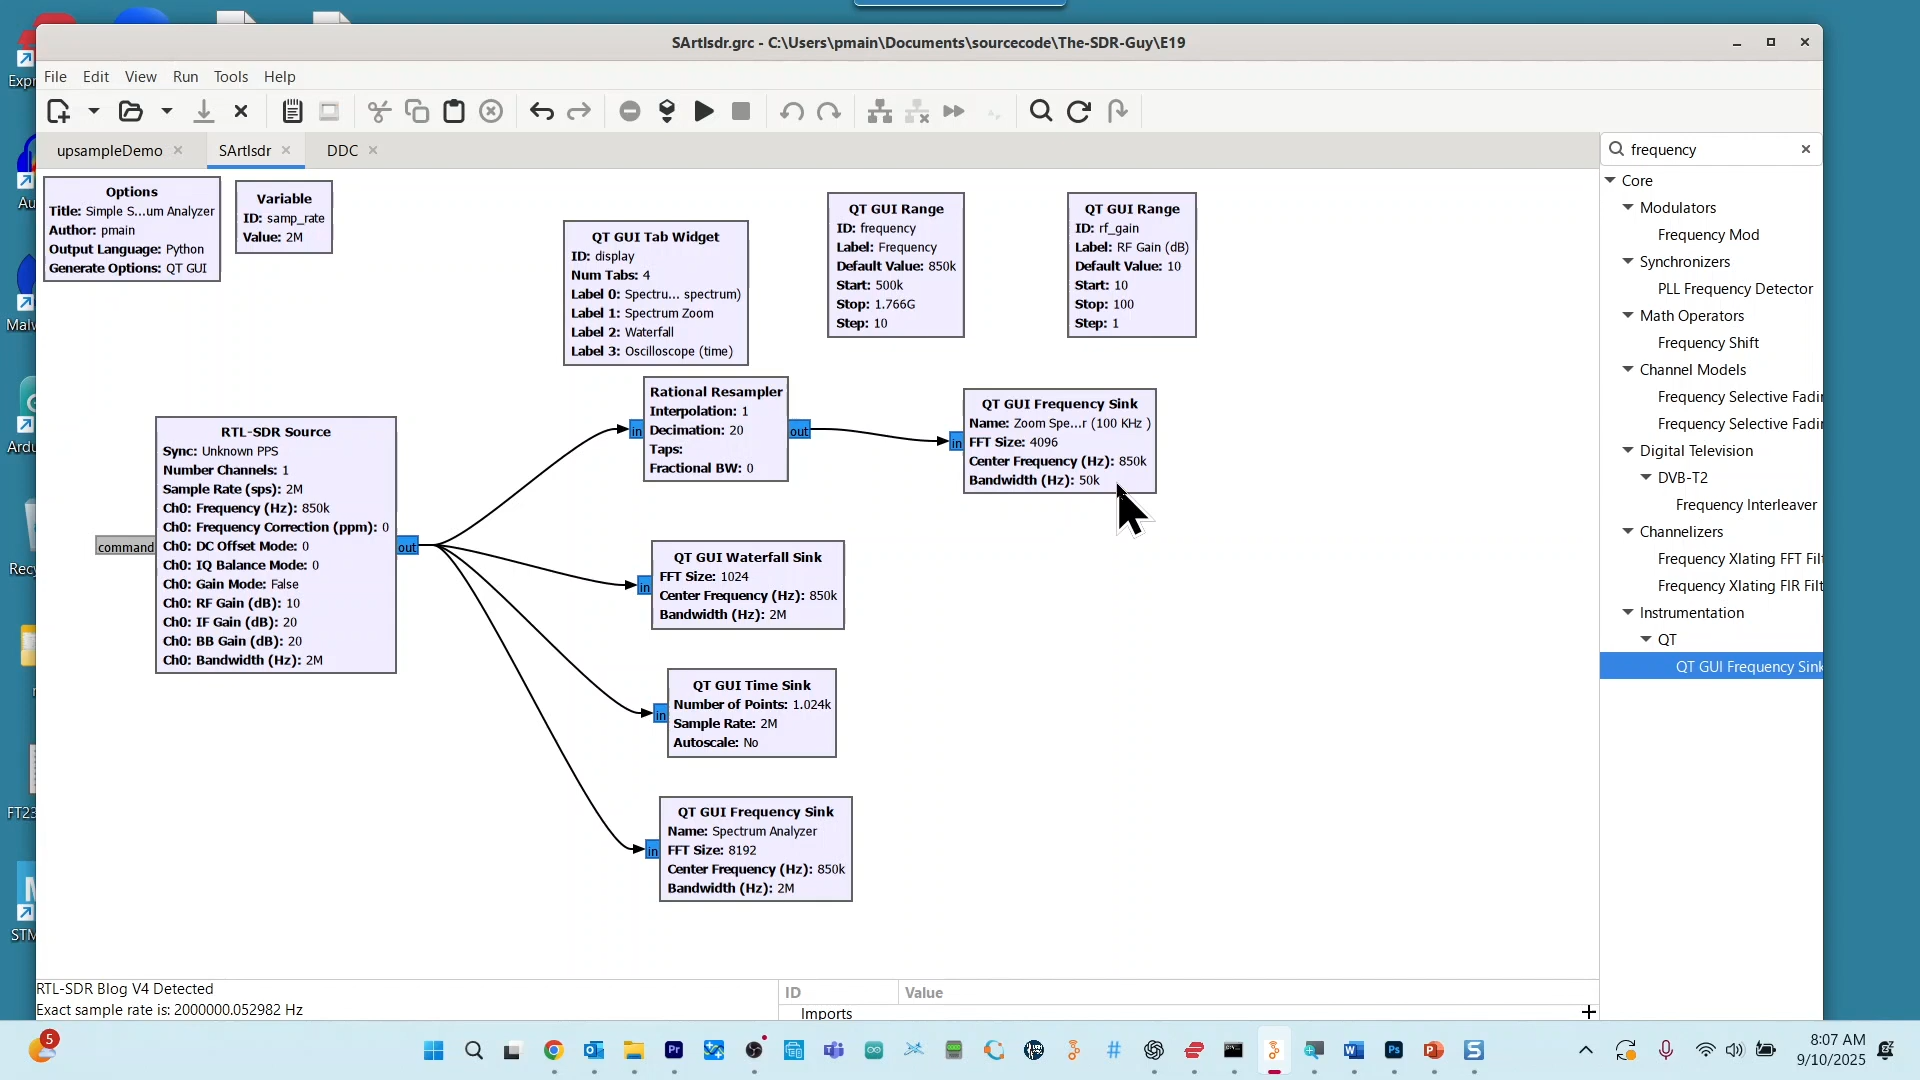 SArtlsdr.grc - C:\Users\pmain\Documents\sourcecode\The-SDR-Guy\E19
File Edit View Run Tools Help
upsampleDemo SArtlsdr DDC
Options
Title: Simple S...um Analyzer
Author: pmain
Output Language: Python
Generate Options: QT GUI
Variable
ID: samp_rate
Value: 2M
QT GUI Tab Widget
ID: display
Num Tabs: 4
Label 0: Spectru... spectrum)
Label 1: Spectrum Zoom
Label 2: Waterfall
Label 3: Oscilloscope (time)
QT GUI Range
ID: frequency
Label: Frequency
Default Value: 850k
Start: 500k
Stop: 1.766G
Step: 10
QT GUI Range
ID: rf_gain
Label: RF Gain (dB)
Default Value: 10
Start: 10
Stop: 100
Step: 1
RTL-SDR Source
Sync: Unknown PPS
Number Channels: 1
Sample Rate (sps): 2M
Ch0: Frequency (Hz): 850k
Ch0: Frequency Correction (ppm): 0
Ch0: DC Offset Mode: 0
Ch0: IQ Balance Mode: 0
Ch0: Gain Mode: False
Ch0: RF Gain (dB): 10
Ch0: IF Gain (dB): 20
Ch0: BB Gain (dB): 20
Ch0: Bandwidth (Hz): 2M
command
out
Rational Resampler
Interpolation: 1
Decimation: 20
Taps:
Fractional BW: 0
in
out
QT GUI Frequency Sink
Name: Zoom Spe...r (100 KHz )
FFT Size: 4096
Center Frequency (Hz): 850k
Bandwidth (Hz): 50k
in
QT GUI Waterfall Sink
FFT Size: 1024
Center Frequency (Hz): 850k
Bandwidth (Hz): 2M
in
QT GUI Time Sink
Number of Points: 1.024k
Sample Rate: 2M
Autoscale: No
in
QT GUI Frequency Sink
Name: Spectrum Analyzer
FFT Size: 8192
Center Frequency (Hz): 850k
Bandwidth (Hz): 2M
in
frequency
Core
Modulators
Frequency Mod
Synchronizers
PLL Frequency Detector
Math Operators
Frequency Shift
Channel Models
Frequency Selective Fadin
Frequency Selective Fadin
Digital Television
DVB-T2
Frequency Interleaver
Channelizers
Frequency Xlating FFT Filt
Frequency Xlating FIR Filt
Instrumentation
QT
QT GUI Frequency Sink
RTL-SDR Blog V4 Detected
Exact sample rate is: 2000000.052982 Hz
ID Value
Imports
Expr
Au
Malw
Ardu
Recy
FT23
STM
5
8:07 AM
9/10/2025